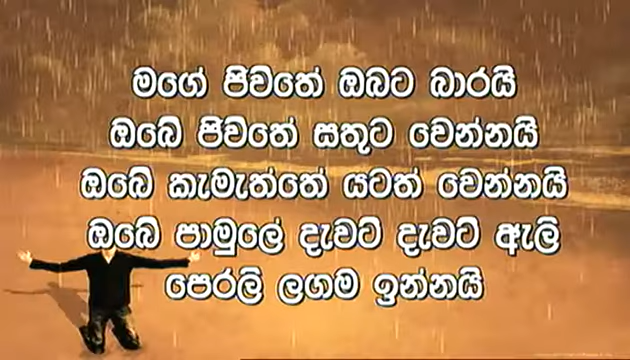 මගේ ජීවිතේ ඔබට බාරයි
ඔබේ ජීවිතේ සතුට වෙන්නයි
ඔබේ කැමැත්තේ යටත් වෙන්නයි
ඔබේ පාමුලේ දැවටි දැවටි ඇලි
පෙරලි ලගම ඉන්නයි